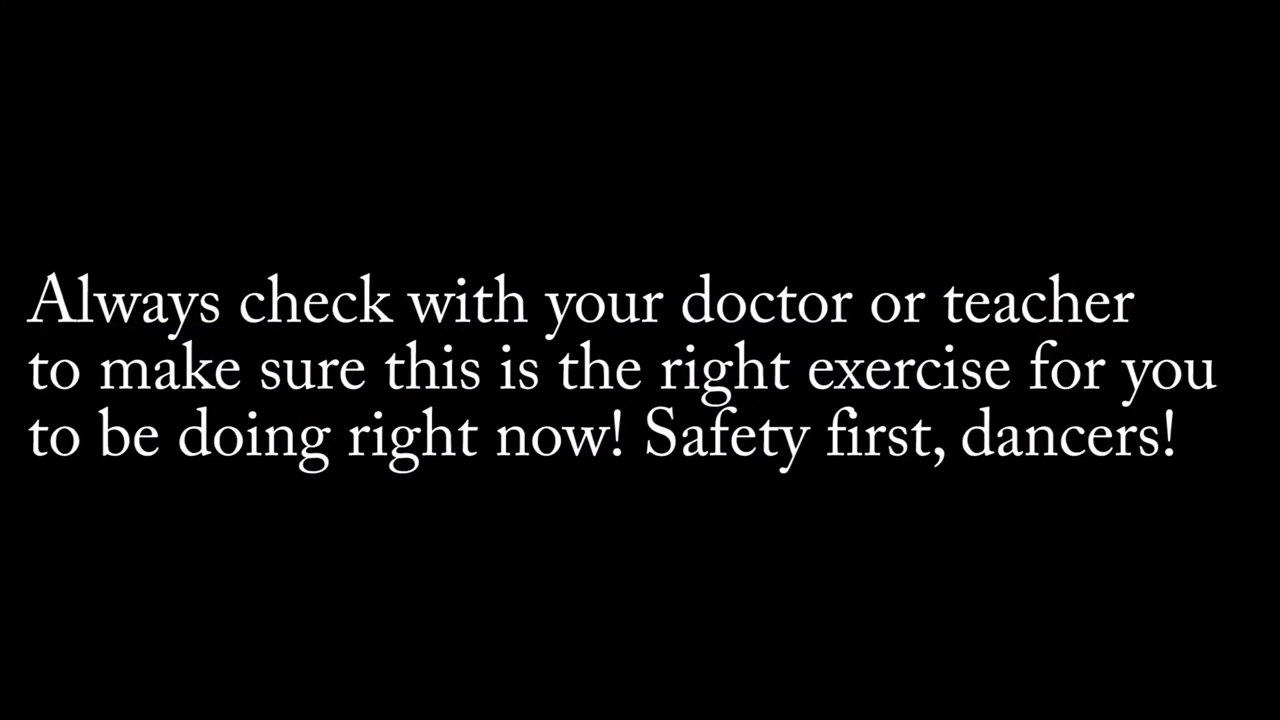 Always check with your doctor or teacher
to make sure this is the right exercise for you
to be doing right now! Safety first, dancers!